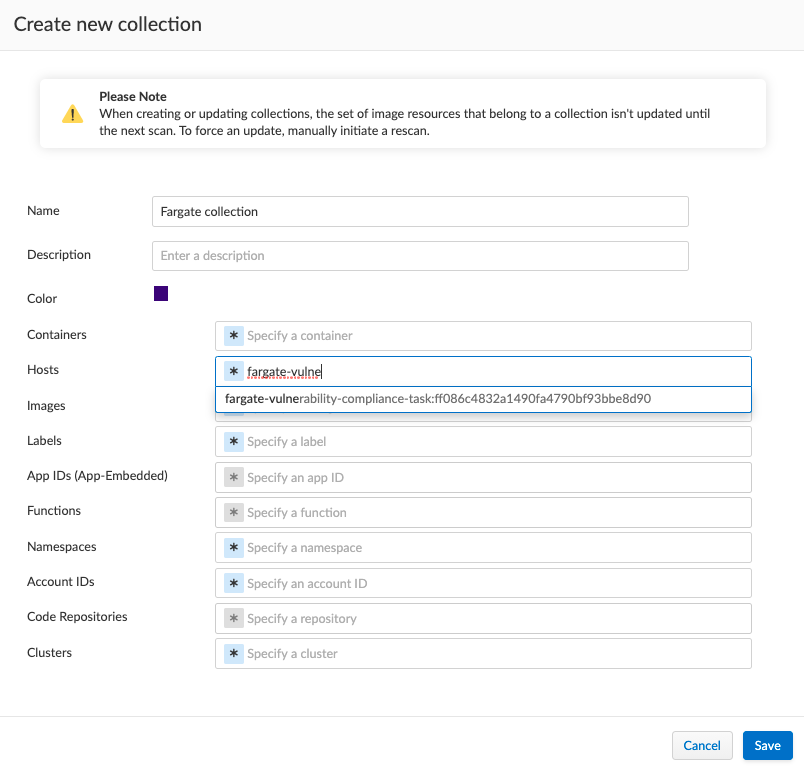 Create new collection
Please Note
When creating or updating collections, the set of image resources that belong to a collection isn't updated until
the next scan. To force an update, manually initiate a rescan.
Name
Fargate collection
Description
Enter a description
Color
Containers
* Specify a container
Hosts
* fargate-vulne
fargate-vulnerability-compliance-task:ff086c4832a1490fa4790bf93bbe8d90
Images
Labels
* Specify a label
App IDs (App-Embedded)
* Specify an app ID
Functions
* Specify a function
Namespaces
* Specify a namespace
Account IDs
* Specify an account ID
Code Repositories
* Specify a repository
Clusters
* Specify a cluster
Cancel
Save